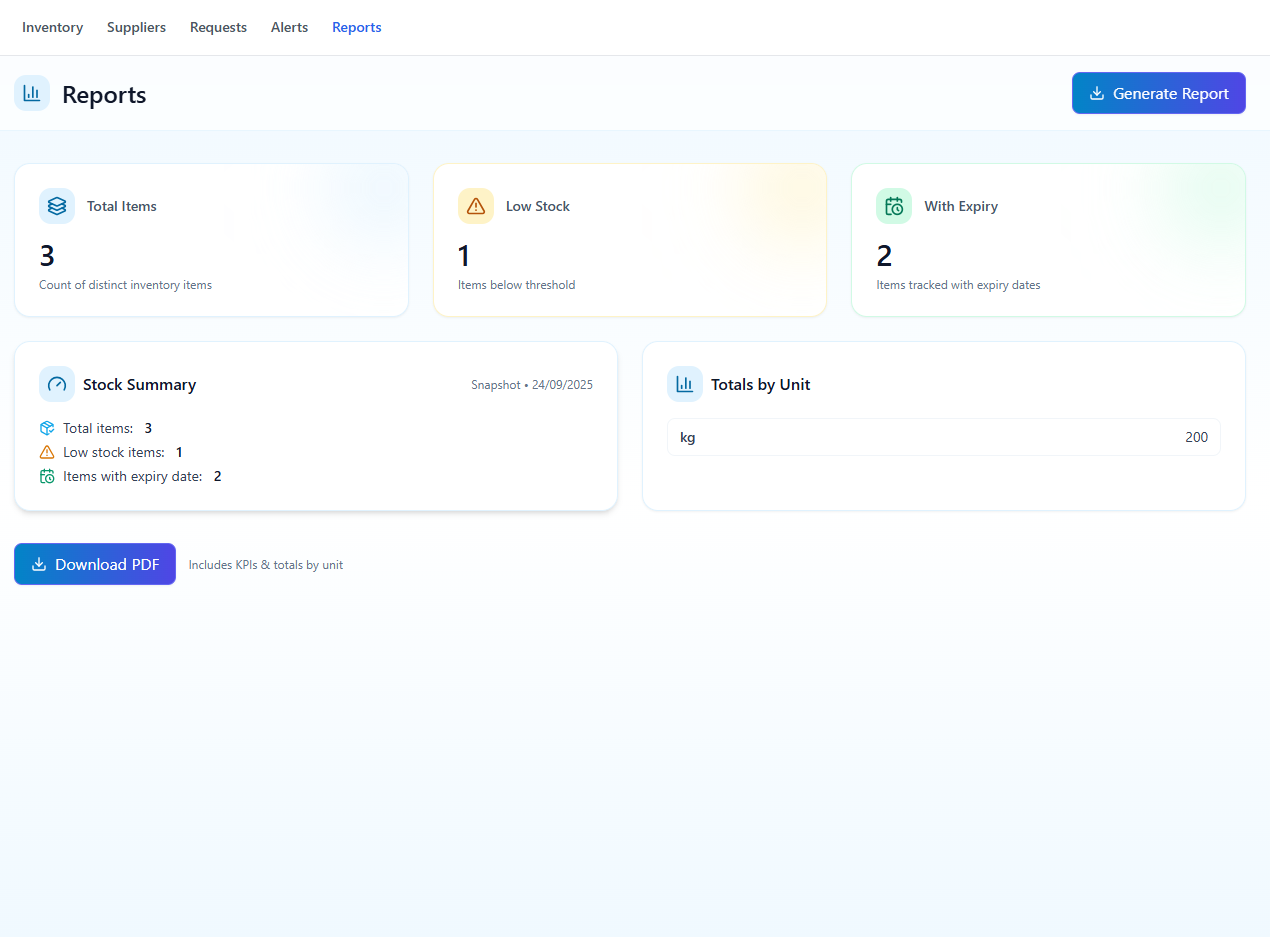 Inventory Suppliers Requests Alerts Reports
Reports
Generate Report
Total Items
3
Count of distinct inventory items
Low Stock
1
Items below threshold
With Expiry
2
Items tracked with expiry dates
Stock Summary
Snapshot • 24/09/2025
Total items: 3
Low stock items: 1
Items with expiry date: 2
Totals by Unit
kg 200
Download PDF
Includes KPIs & totals by unit